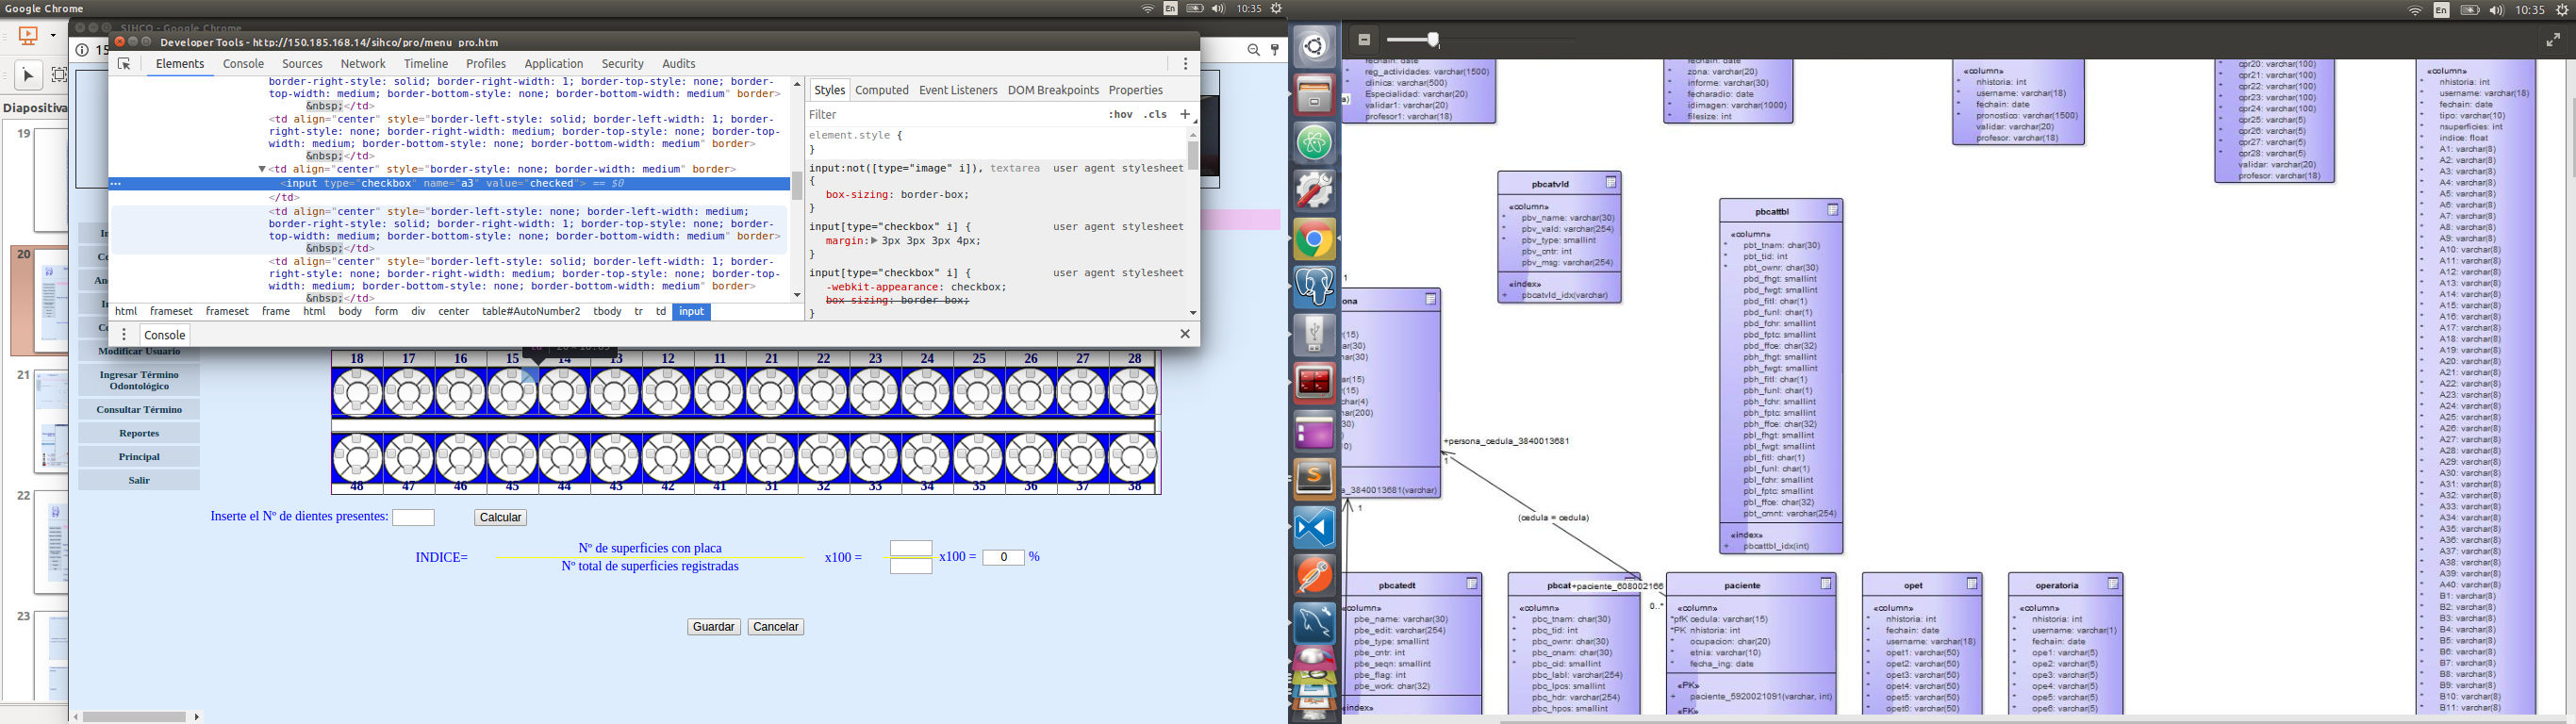 Google Chrome
En
10:35
SIHCO - Google Chrome
Developer Tools - http://150.185.168.14/sihco/pro/menu_pro.htm
Elements Console Sources Network Timeline Profiles Application Security Audits
border-right-style: solid; border-right-width: 1; border-top-style: none; border-
top-width: medium; border-bottom-style: none; border-bottom-width: medium" border>
&nbsp;</td>
<td align="center" style="border-left-style: solid; border-left-width: 1; border-
right-style: none; border-right-width: medium; border-top-style: none; border-top-
width: medium; border-bottom-style: none; border-bottom-width: medium" border>
&nbsp;</td>
▼<td align="center" style="border-left-style: none; border-width: medium" border>
<input type="checkbox" name="a3" value="checked"> == $0
</td>
<td align="center" style="border-left-style: none; border-left-width: medium;
border-right-style: solid; border-right-width: 1; border-top-style: none; border-
top-width: medium; border-bottom-style: none; border-bottom-width: medium" border>
&nbsp;</td>
<td align="center" style="border-left-style: solid; border-left-width: 1; border-
right-style: none; border-right-width: medium; border-top-style: none; border-top-
width: medium; border-bottom-style: none; border-bottom-width: medium" border>
&nbsp;</td>
html frameset frameset frame html body form div center table#AutoNumber2 tbody tr td input
Console
Styles Computed Event Listeners DOM Breakpoints Properties
Filter :hov .cls +
element.style {
}
input:not([type="image" i]), textarea user agent stylesheet
{
box-sizing: border-box;
}
input[type="checkbox" i] { user agent stylesheet
margin:▶ 3px 3px 3px 4px;
}
input[type="checkbox" i] { user agent stylesheet
-webkit-appearance: checkbox;
box-sizing: border-box;
}
Diapositiva
19
20
21
22
23
Modificar Usuario
Ingresar Término
Odontológico
Consultar Término
Reportes
Principal
Salir
18 17 16 15 14 13 12 11 21 22 23 24 25 26 27 28
48 47 46 45 44 43 42 41 31 32 33 34 35 36 37 38
Inserte el Nº de dientes presentes:
Calcular
INDICE=
Nº de superficies con placa
Nº total de superficies registradas
x100 =
x100 = 0 %
Guardar Cancelar
En
10:35
fechain: date
reg_actividades: varchar(1500)
clinica: varchar(500)
Especialidad: varchar(20)
validar1: varchar(20)
profesor1: varchar(18)
fechain: date
zona: varchar(20)
informe: varchar(30)
fecharadio: date
idimagen: varchar(1000)
filesize: int
«column»
nhistoria: int
username: varchar(18)
fechain: date
pronostico: varchar(1500)
validar: varchar(20)
profesor: varchar(18)
opr20: varchar(100)
opr21: varchar(100)
opr22: varchar(100)
opr23: varchar(100)
opr24: varchar(100)
opr25: varchar(5)
opr26: varchar(5)
opr27: varchar(5)
opr28: varchar(5)
validar: varchar(20)
profesor: varchar(18)
«column»
nhistoria: int
username: varchar(18)
fechain: date
tipo: varchar(10)
nsuperficies: int
indice: float
A1: varchar(8)
A2: varchar(8)
A3: varchar(8)
A4: varchar(8)
A5: varchar(8)
A6: varchar(8)
A7: varchar(8)
A8: varchar(8)
A9: varchar(8)
A10: varchar(8)
A11: varchar(8)
A12: varchar(8)
A13: varchar(8)
A14: varchar(8)
A15: varchar(8)
A16: varchar(8)
A17: varchar(8)
A18: varchar(8)
A19: varchar(8)
A20: varchar(8)
A21: varchar(8)
A22: varchar(8)
A23: varchar(8)
A24: varchar(8)
A25: varchar(8)
A26: varchar(8)
A27: varchar(8)
A28: varchar(8)
A29: varchar(8)
A30: varchar(8)
A31: varchar(8)
A32: varchar(8)
A33: varchar(8)
A34: varchar(8)
A35: varchar(8)
A36: varchar(8)
A37: varchar(8)
A38: varchar(8)
A39: varchar(8)
A40: varchar(8)
B1: varchar(8)
B2: varchar(8)
B3: varchar(8)
B4: varchar(8)
B5: varchar(8)
B6: varchar(8)
B7: varchar(8)
B8: varchar(8)
B9: varchar(8)
B10: varchar(8)
B11: varchar(8)
pbcatvld
«column»
pbv_name: varchar(30)
pbv_vald: varchar(254)
pbv_type: smallint
pbv_cntr: int
pbv_msg: varchar(254)
«index»
+ pbcatvld_idx(varchar)
pbcattbl
«column»
pbt_tnam: char(30)
pbt_tid: int
pbt_ownr: char(30)
pbd_fhgt: smallint
pbd_fwgt: smallint
pbd_fitl: char(1)
pbd_funl: char(1)
pbd_fchr: smallint
pbd_fptc: smallint
pbd_ffce: char(32)
pbh_fhgt: smallint
pbh_fwgt: smallint
pbh_fitl: char(1)
pbh_funl: char(1)
pbh_fchr: smallint
pbh_fptc: smallint
pbh_ffce: char(32)
pbl_fhgt: smallint
pbl_fwgt: smallint
pbl_fitl: char(1)
pbl_funl: char(1)
pbl_fchr: smallint
pbl_fptc: smallint
pbl_ffce: char(32)
pbt_cmnt: varchar(254)
«index»
+ pbcattbl_idx(int)
+persona_cedula_3840013681
1
(cedula = cedula)
+paciente_608002166
0..*
pbcatedt
«column»
pbe_name: varchar(30)
pbe_edit: varchar(254)
pbe_type: smallint
pbe_cntr: int
pbe_seqn: smallint
pbe_flag: int
pbe_work: char(32)
«index»
«column»
pbc_tnam: char(30)
pbc_tid: int
pbc_ownr: char(30)
pbc_cnam: char(30)
pbc_cid: smallint
pbc_labl: varchar(254)
pbc_lpos: smallint
pbc_hdr: varchar(254)
pbc_hpos: smallint
paciente
«column»
*pfK cedula: varchar(15)
*PK nhistoria: int
ocupacion: char(20)
etnia: varchar(10)
fecha_ing: date
«PK»
+ paciente_5920021091(varchar, int)
«FK»
opet
«column»
nhistoria: int
fechain: date
username: varchar(18)
opet1: varchar(50)
opet2: varchar(50)
opet3: varchar(50)
opet4: varchar(50)
opet5: varchar(50)
opet6: varchar(50)
operatoria
«column»
nhistoria: int
username: varchar(1)
fechain: date
ope1: varchar(5)
ope2: varchar(5)
ope3: varchar(5)
ope4: varchar(5)
ope5: varchar(5)
ope6: varchar(5)